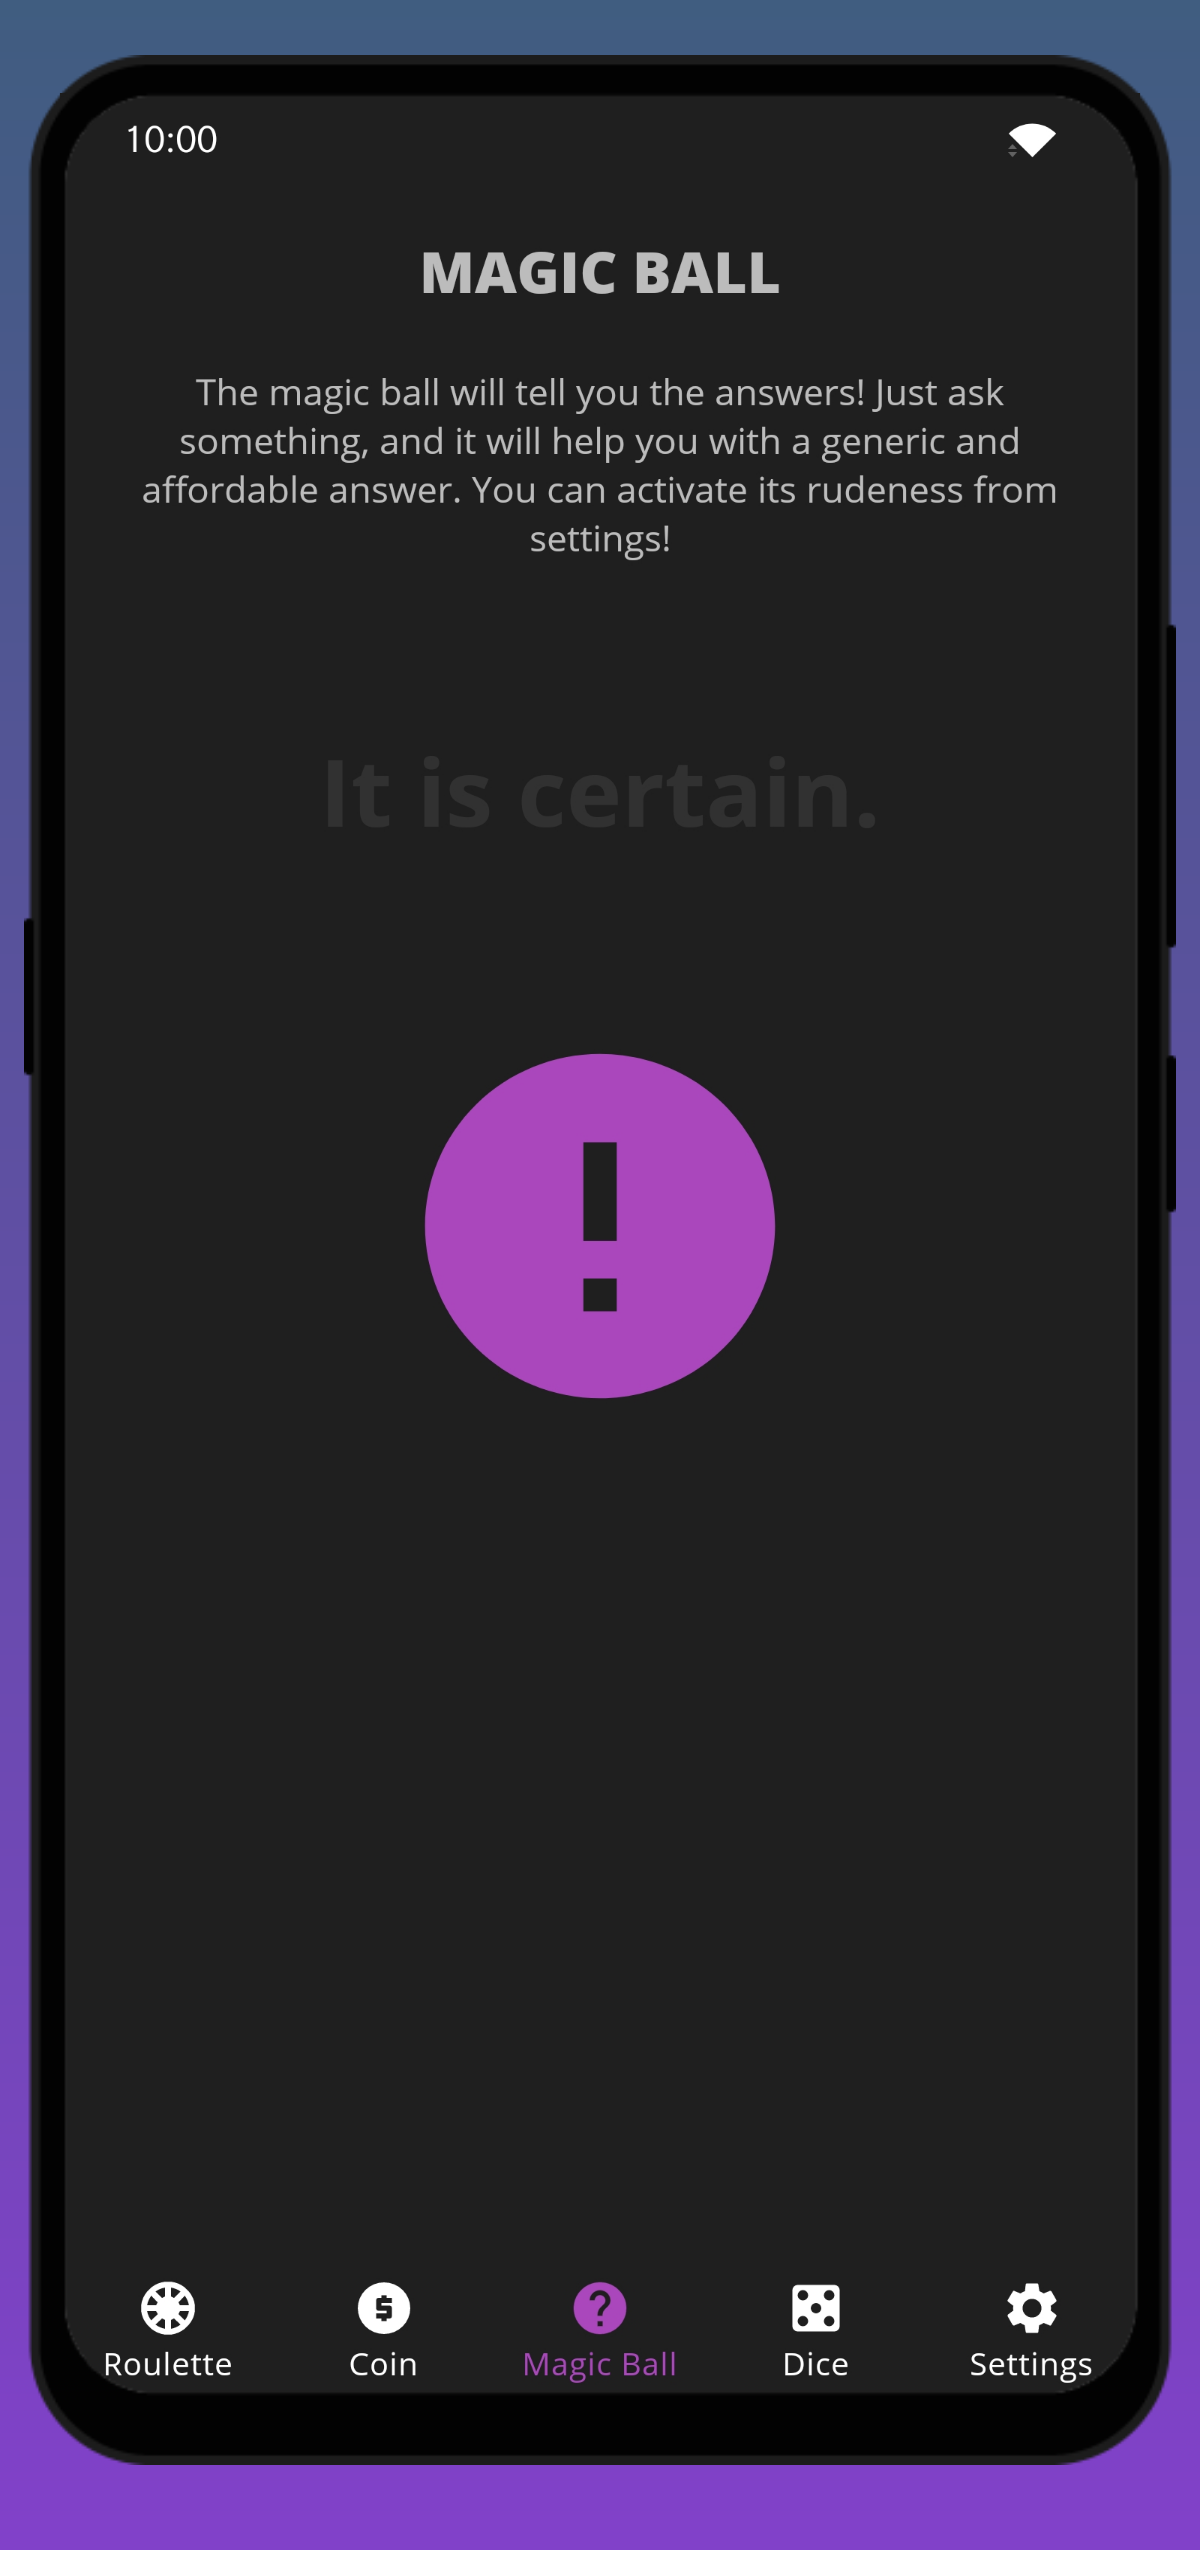 10:00
MAGIC BALL
The magic ball will tell you the answers! Just ask
something, and it will help you with a generic and
affordable answer. You can activate its rudeness from
settings!
It is certain.
!
$
?
Roulette
Coin
Magic Ball
Dice
Settings